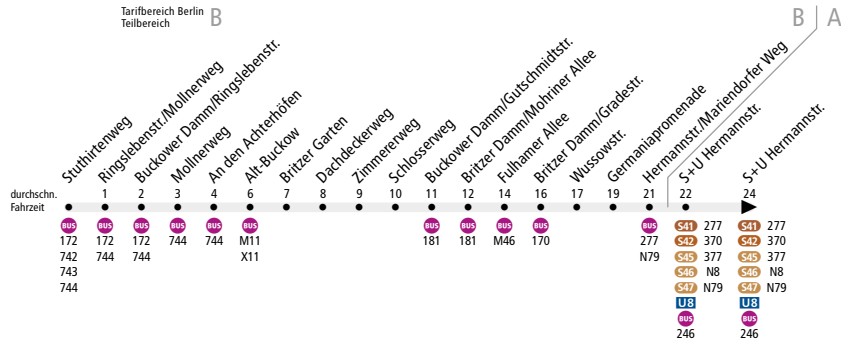 Tarifbereich Berlin B
Teilbereich
B A
Stuthirtenweg
Ringslebenstr./Mollnerweg
Buckower Damm/Ringslebenstr.
Mollnerweg
An den Achterhöfen
Alt-Buckow
Britzer Garten
Dachdeckerweg
Zimmererweg
Schlosserweg
Buckower Damm/Gutschmidtstr.
Britzer Damm/Mohriner Allee
Fulhamer Allee
Britzer Damm/Gradestr.
Wussowstr.
Germaniapromenade
Hermannstr./Mariendorfer Weg
S+U Hermannstr.
S+U Hermannstr.
durchschn. 1 2 3 4 6 7 8 9 10 11 12 14 16 17 19 21 22 24
Fahrzeit
BUS BUS BUS BUS BUS BUS BUS BUS BUS BUS BUS S41 277 S41 277
172 172 172 744 744 M11 181 181 M46 170 277 S42 370 S42 370
742 744 744 X11 N79 S45 377 S45 377
743 S46 N8 S46 N8
744 S47 N79 S47 N79
U8 U8
BUS BUS
246 246